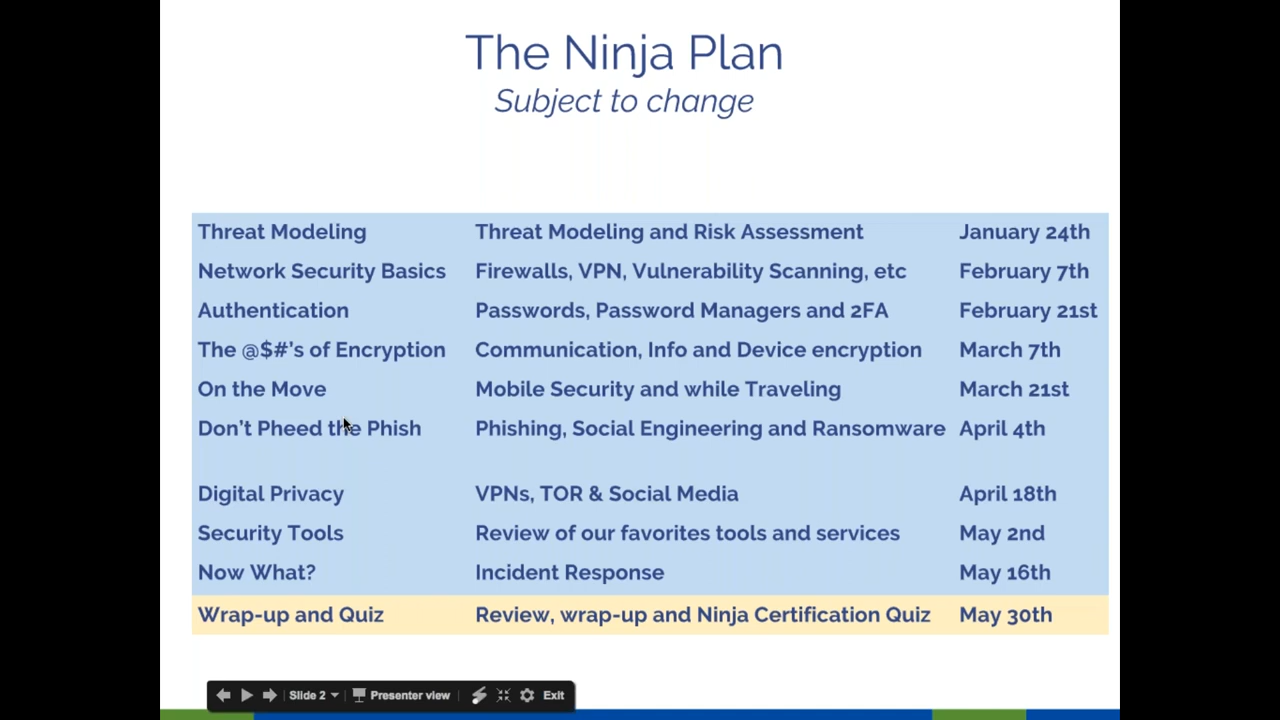 The Ninja Plan
Subject to change
Threat Modeling Threat Modeling and Risk Assessment January 24th
Network Security Basics Firewalls, VPN, Vulnerability Scanning, etc February 7th
Authentication Passwords, Password Managers and 2FA February 21st
The @$#'s of Encryption Communication, Info and Device encryption March 7th
On the Move Mobile Security and while Traveling March 21st
Don't Pheed the Phish Phishing, Social Engineering and Ransomware April 4th
Digital Privacy VPNs, TOR & Social Media April 18th
Security Tools Review of our favorites tools and services May 2nd
Now What? Incident Response May 16th
Wrap-up and Quiz Review, wrap-up and Ninja Certification Quiz May 30th
Slide 2 Presenter view Exit